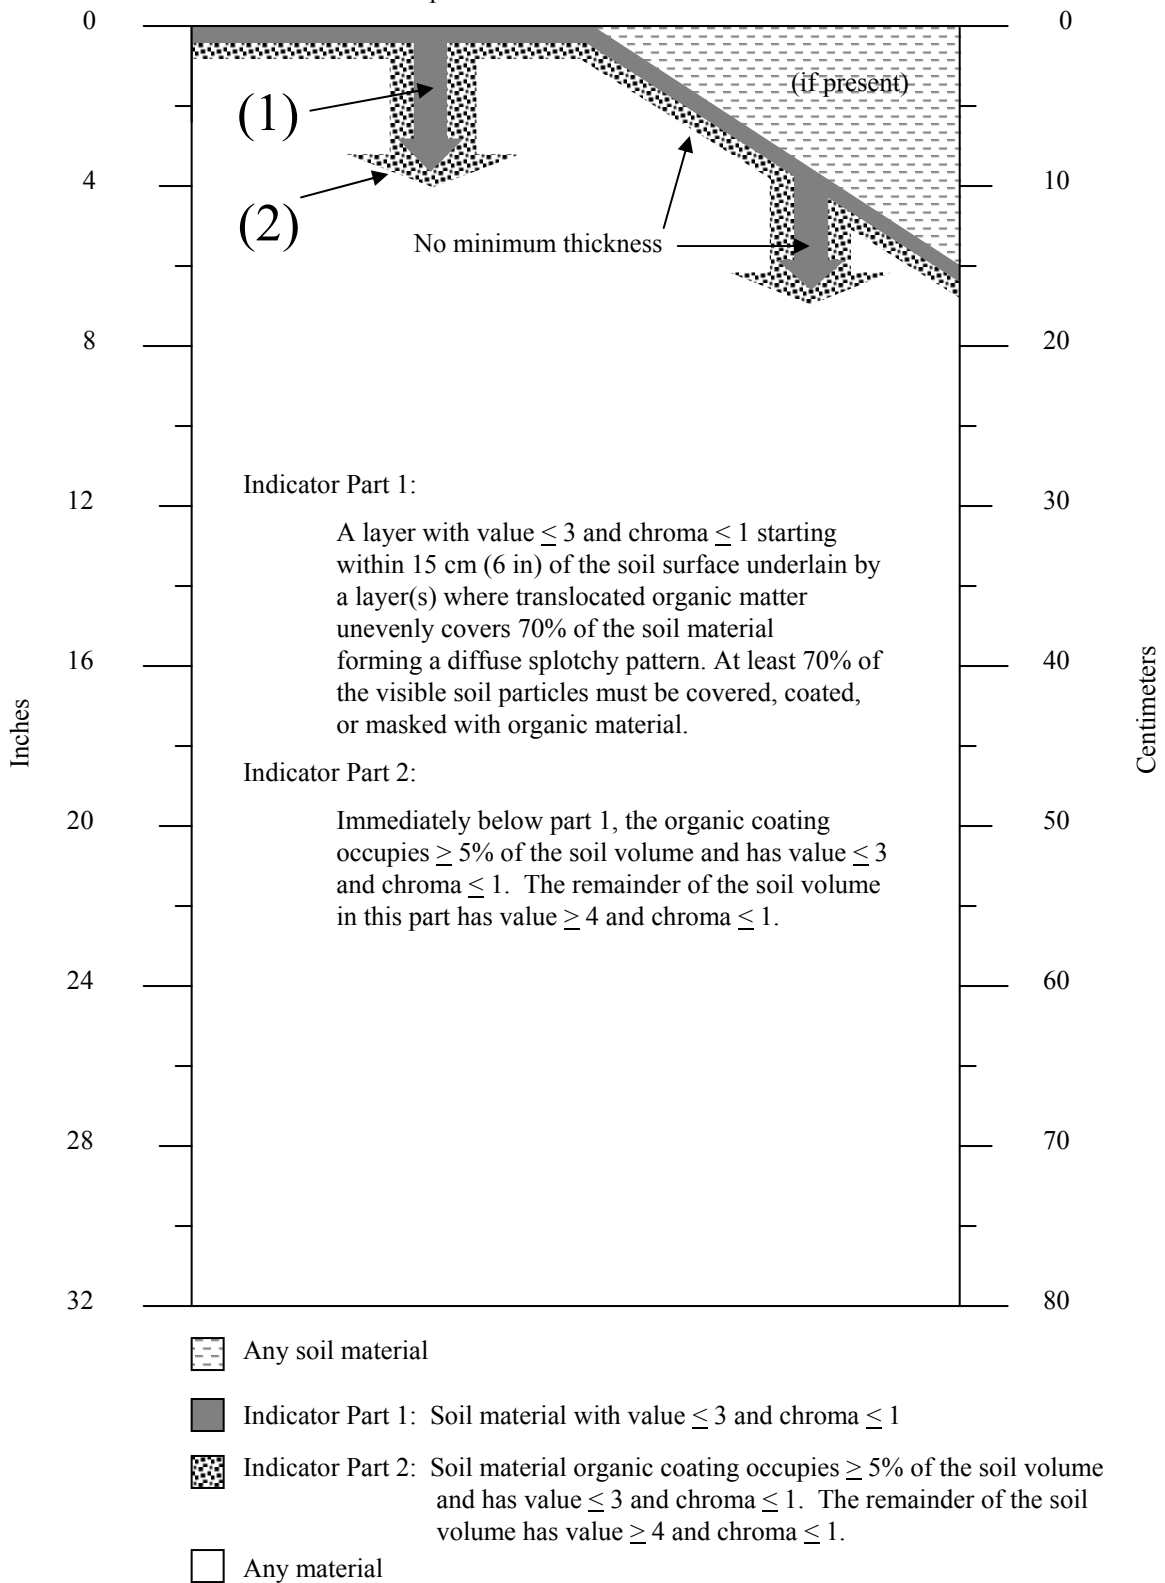 0 0
(if present)
(1)
4 10
(2)
No minimum thickness
8 20
Indicator Part 1:
12 30
A layer with value ≤ 3 and chroma ≤ 1 starting
within 15 cm (6 in) of the soil surface underlain by
a layer(s) where translocated organic matter
unevenly covers 70% of the soil material
16 40
forming a diffuse splotchy pattern. At least 70% of
the visible soil particles must be covered, coated,
or masked with organic material.
Inches
Centimeters
Indicator Part 2:
20 50
Immediately below part 1, the organic coating
occupies ≥ 5% of the soil volume and has value ≤ 3
and chroma ≤ 1. The remainder of the soil volume
in this part has value ≥ 4 and chroma ≤ 1.
24 60
28 70
32 80
Any soil material
Indicator Part 1: Soil material with value ≤ 3 and chroma ≤ 1
Indicator Part 2: Soil material organic coating occupies ≥ 5% of the soil volume
and has value ≤ 3 and chroma ≤ 1. The remainder of the soil
volume has value ≥ 4 and chroma ≤ 1.
Any material